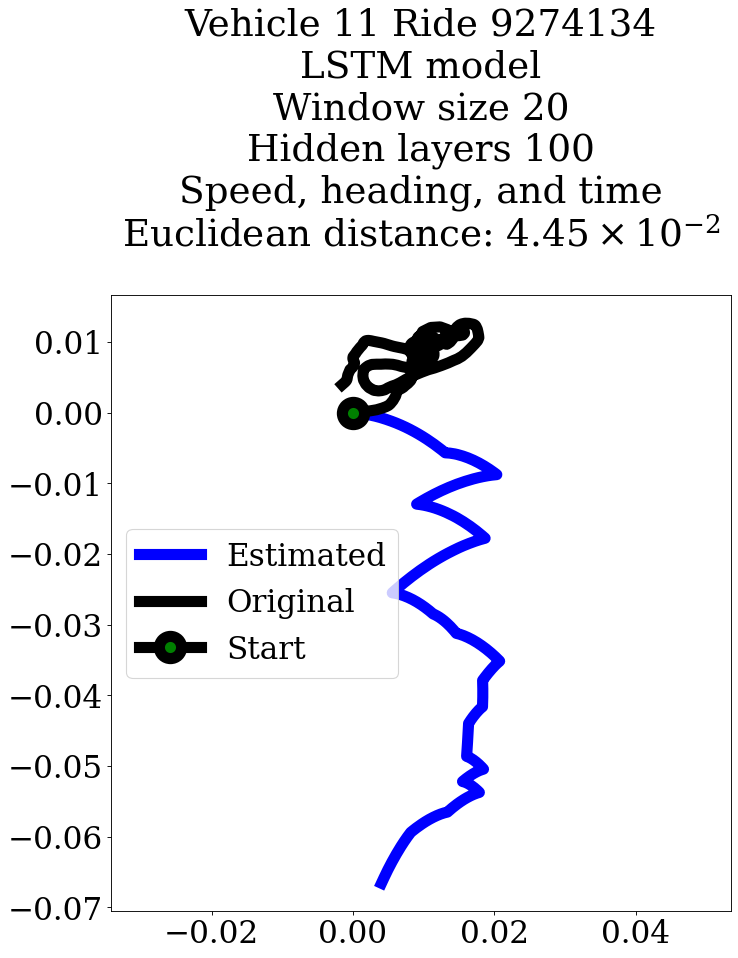 Vehicle 11 Ride 9274134
LSTM model
Window size 20
Hidden layers 100
Speed, heading, and time
Euclidean distance: 4.45 × 10⁻²
0.01
0.00
−0.01
−0.02
−0.03
−0.04
−0.05
−0.06
−0.07
Estimated
Original
Start
−0.02
0.00
0.02
0.04